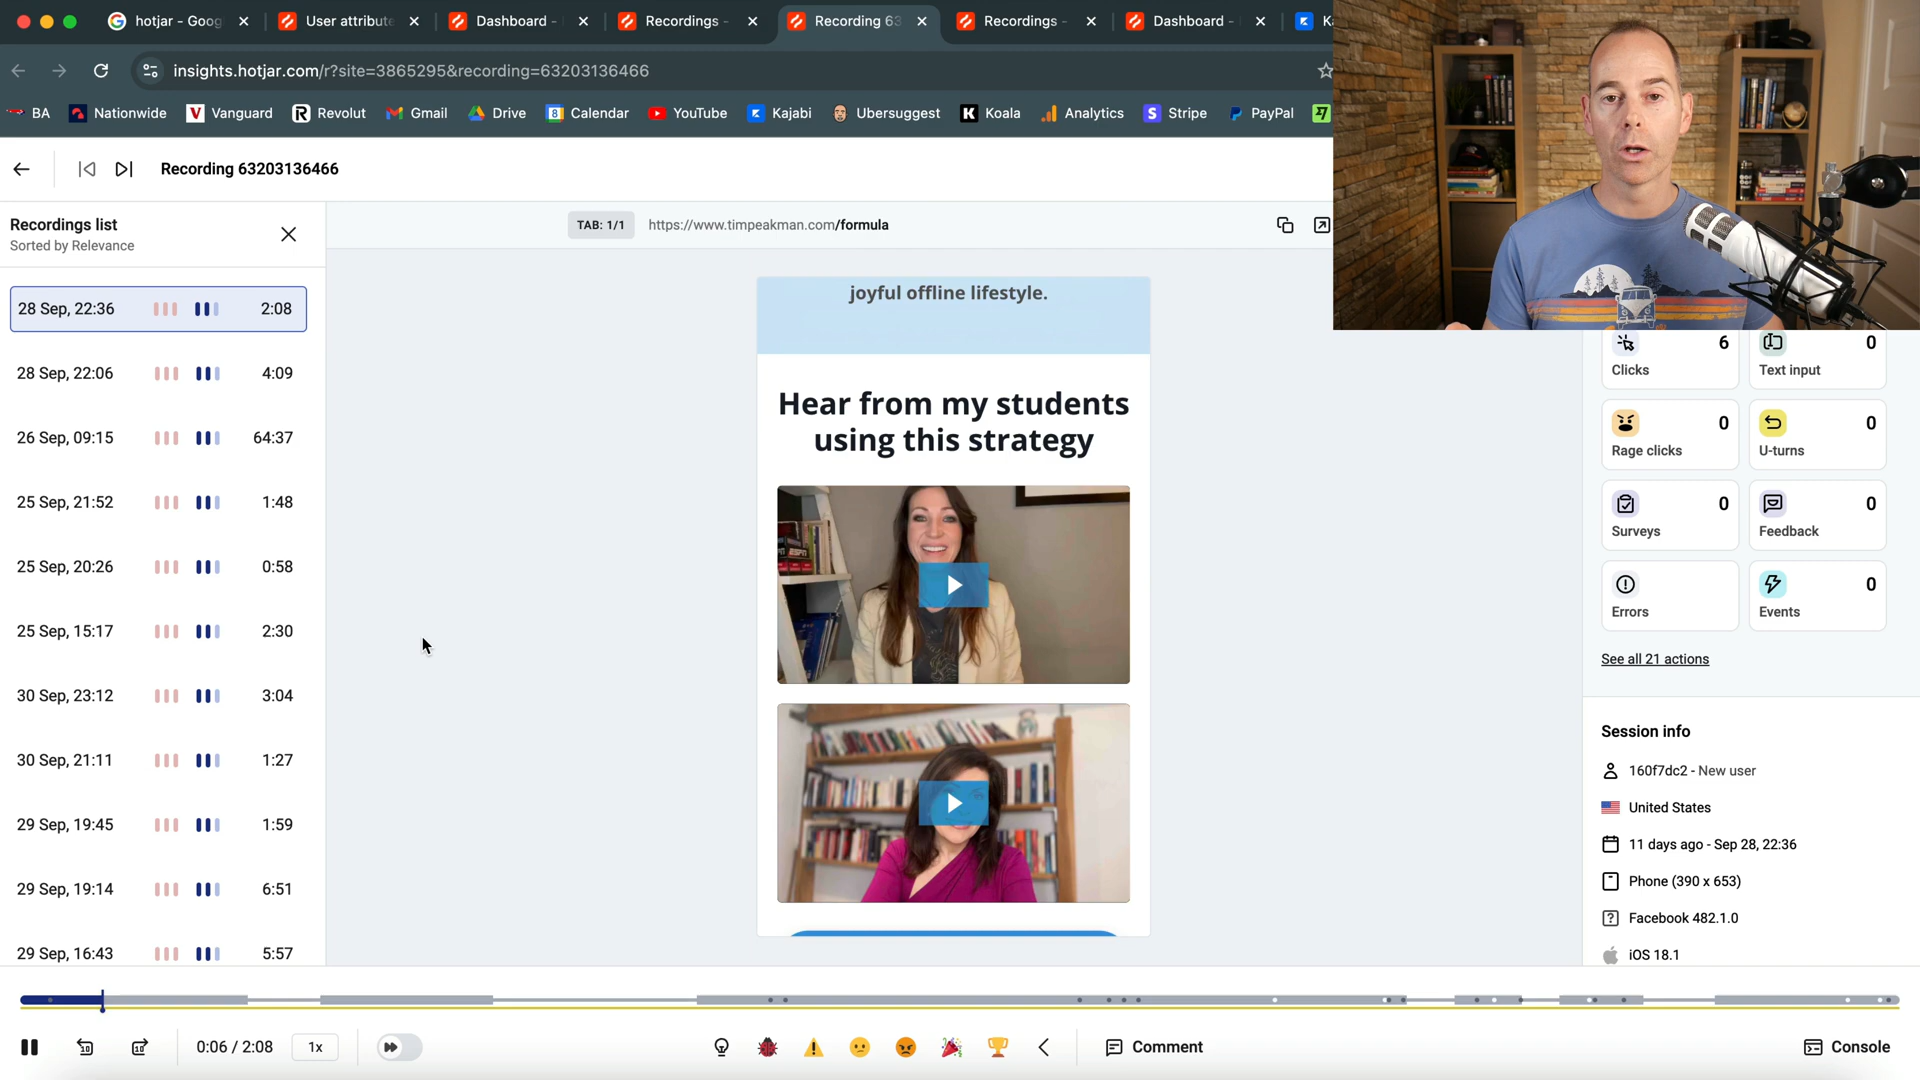 hotjar - Goog
User attribute
Dashboard -
Recordings -
Recording 63
Recordings -
Dashboard -
Ka
insights.hotjar.com/r?site=3865295&recording=63203136466
BA
Nationwide
Vanguard
Revolut
Gmail
Drive
Calendar
YouTube
Kajabi
Ubersuggest
Koala
Analytics
Stripe
PayPal
Recording 63203136466
Recordings list
Sorted by Relevance
TAB: 1/1
https://www.timpeakman.com/formula
28 Sep, 22:36 2:08
28 Sep, 22:06 4:09
26 Sep, 09:15 64:37
25 Sep, 21:52 1:48
25 Sep, 20:26 0:58
25 Sep, 15:17 2:30
30 Sep, 23:12 3:04
30 Sep, 21:11 1:27
29 Sep, 19:45 1:59
29 Sep, 19:14 6:51
29 Sep, 16:43 5:57
joyful offline lifestyle.
Hear from my students
using this strategy
6
Clicks
0
Text input
0
Rage clicks
0
U-turns
0
Surveys
0
Feedback
Errors
0
Events
See all 21 actions
Session info
160f7dc2 - New user
United States
11 days ago - Sep 28, 22:36
Phone (390 x 653)
Facebook 482.1.0
iOS 18.1
10
10
0:06 / 2:08
1x
Comment
Console